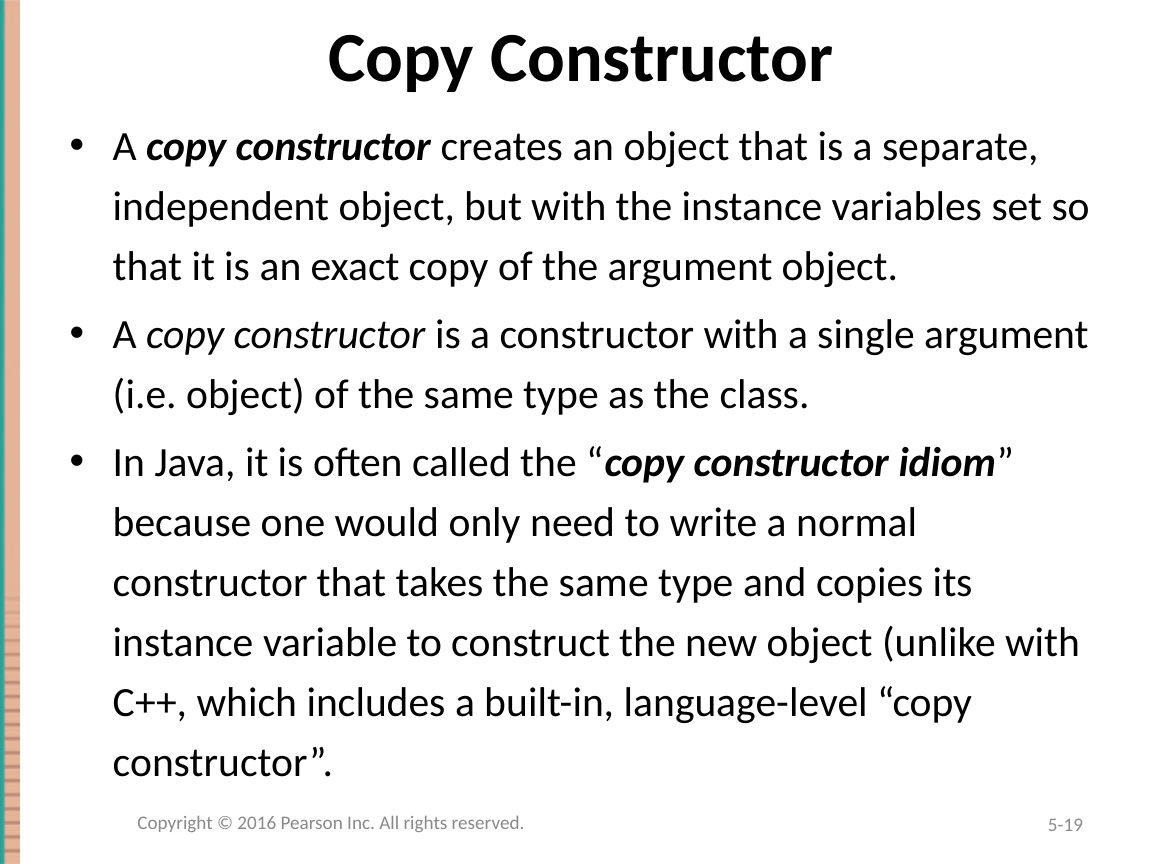 Copy Constructor
• A copy constructor creates an object that is a separate,
independent object, but with the instance variables set so
that it is an exact copy of the argument object.
• A copy constructor is a constructor with a single argument
(i.e. object) of the same type as the class.
• In Java, it is often called the “copy constructor idiom”
because one would only need to write a normal
constructor that takes the same type and copies its
instance variable to construct the new object (unlike with
C++, which includes a built-in, language-level “copy
constructor”.
Copyright © 2016 Pearson Inc. All rights reserved.
5-19